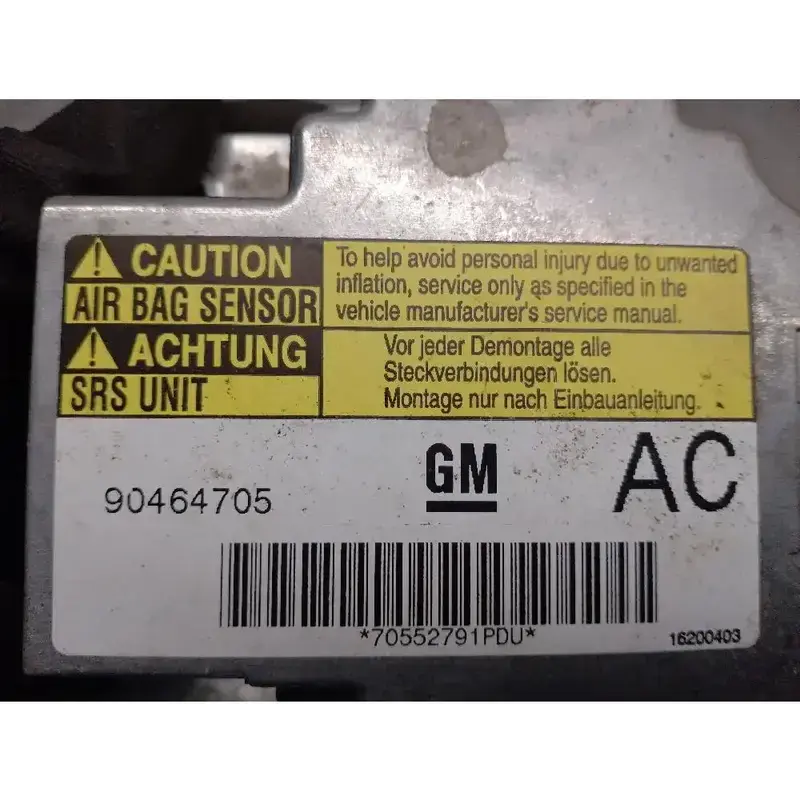 CAUTION
AIR BAG SENSOR
To help avoid personal injury due to unwanted
inflation, service only as specified in the
vehicle manufacturer's service manual.
ACHTUNG
SRS UNIT
Vor jeder Demontage alle
Steckverbindungen lösen.
Montage nur nach Einbauanleitung.
90464705
GM
AC
*70552791PDU*
16200403